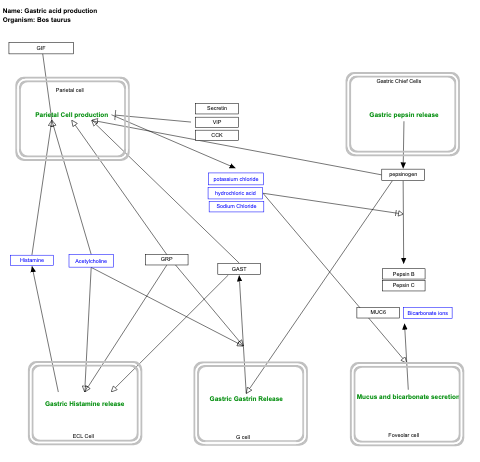 Name: Gastric acid production
Organism: Bos taurus
GIF
Parietal cell
Parietal Cell production
Secretin
VIP
CCK
Gastric Chief Cells
Gastric pepsin release
pepsinogen
potassium chloride
hydrochloric acid
Sodium Chloride
Histamine
Acetylcholine
GRP
GAST
Pepsin B
Pepsin C
MUC6
Bicarbonate ions
Gastric Histamine release
ECL Cell
Gastric Gastrin Release
G cell
Mucus and bicarbonate secretion
Foveolar cell